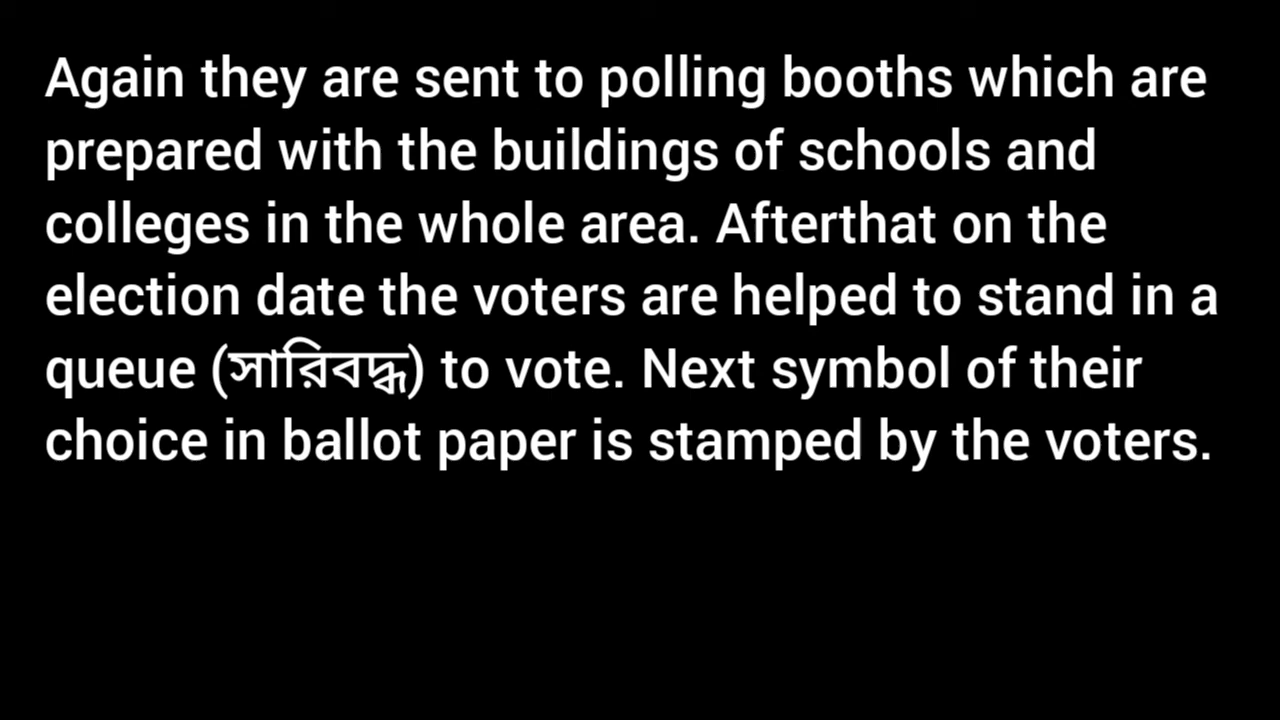 Again they are sent to polling booths which are
prepared with the buildings of schools and
colleges in the whole area. Afterthat on the
election date the voters are helped to stand in a
queue (সারিবদ্ধ) to vote. Next symbol of their
choice in ballot paper is stamped by the voters.